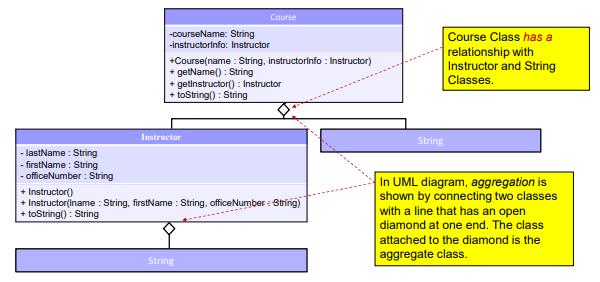 Course
-courseName: String
-instructorInfo: Instructor
+Course(name : String, instructorInfo : Instructor)
+ getName() : String
+ getInstructor() : Instructor
+ toString() : String
Course Class has a
relationship with
Instructor and String
Classes.
Instructor
- lastName : String
- firstName : String
- officeNumber : String
+ Instructor()
+ Instructor(lname : String, firstName : String, officeNumber : String)
+ toString() : String
String
In UML diagram, aggregation is
shown by connecting two classes
with a line that has an open
diamond at one end. The class
attached to the diamond is the
aggregate class.
String